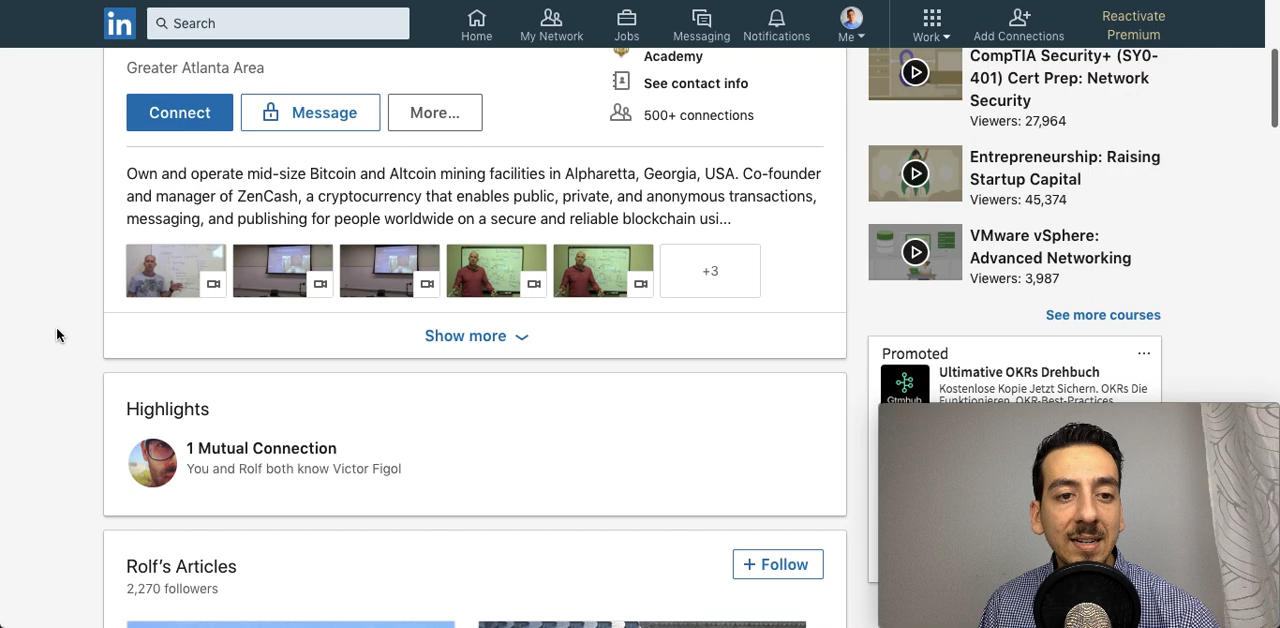 in
Search
Home
My Network
Jobs
Messaging
Notifications
Me
Work
Add Connections
Reactivate
Premium
Greater Atlanta Area
Academy
See contact info
500+ connections
Connect
Message
More...
Own and operate mid-size Bitcoin and Altcoin mining facilities in Alpharetta, Georgia, USA. Co-founder
and manager of ZenCash, a cryptocurrency that enables public, private, and anonymous transactions,
messaging, and publishing for people worldwide on a secure and reliable blockchain usi...
+3
Show more
Highlights
1 Mutual Connection
You and Rolf both know Victor Figol
Rolf's Articles
2,270 followers
+ Follow
CompTIA Security+ (SY0-
401) Cert Prep: Network
Security
Viewers: 27,964
Entrepreneurship: Raising
Startup Capital
Viewers: 45,374
VMware vSphere:
Advanced Networking
Viewers: 3,987
See more courses
Promoted
...
Ultimative OKRs Drehbuch
Kostenlose Kopie Jetzt Sichern. OKRs Die
Funktionieren. OKR-Best-Practices
Gtmhub